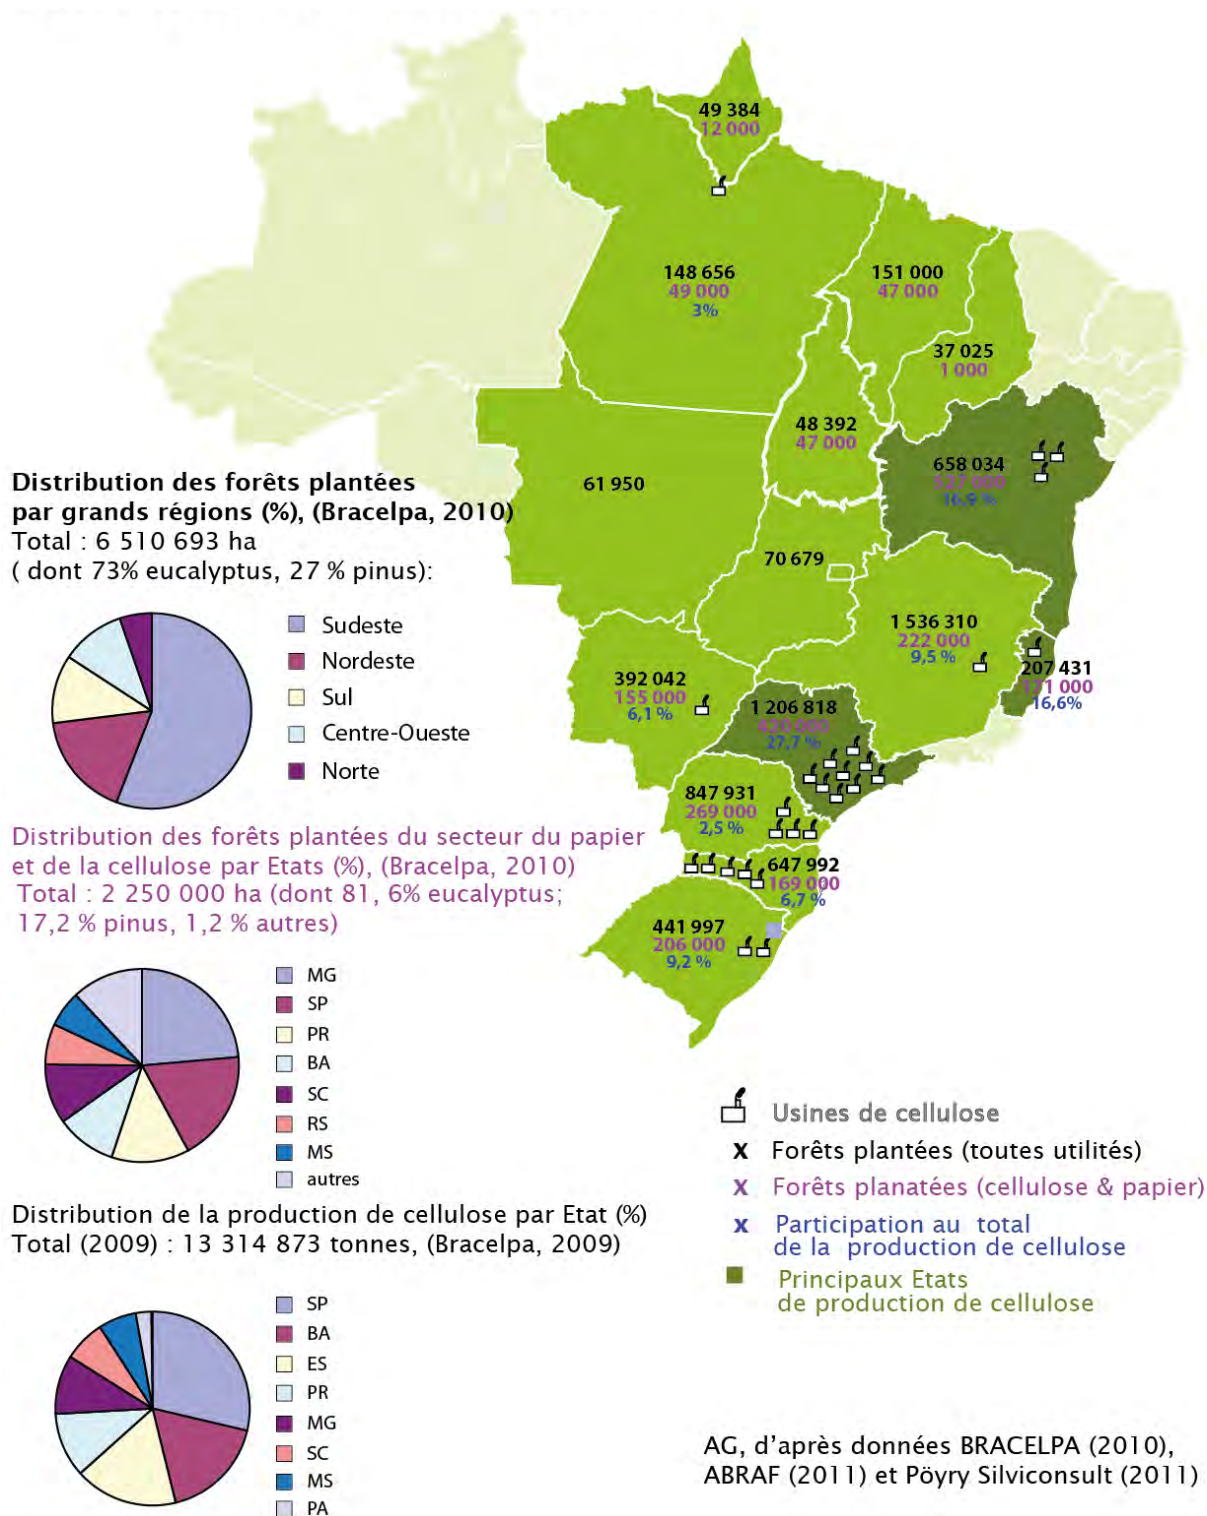 49 384
12 000
148 656
49 000
3%
151 000
47 000
37 025
1 000
48 392
47 000
658 034
527 000
16,9 %
61 950
70 679
1 536 310
222 000
9,5 %
207 431
131 000
16,6%
392 042
155 000
6,1 %
1 206 818
420 000
27,7 %
847 931
269 000
2,5 %
647 992
169 000
6,7 %
441 997
206 000
9,2 %
Distribution des forêts plantées
par grands régions (%), (Bracelpa, 2010)
Total : 6 510 693 ha
( dont 73% eucalyptus, 27 % pinus):
Sudeste
Nordeste
Sul
Centre-Oueste
Norte
Distribution des forêts plantées du secteur du papier
et de la cellulose par Etats (%), (Bracelpa, 2010)
Total : 2 250 000 ha (dont 81, 6% eucalyptus;
17,2 % pinus, 1,2 % autres)
MG
SP
PR
BA
SC
RS
MS
autres
Distribution de la production de cellulose par Etat (%)
Total (2009) : 13 314 873 tonnes, (Bracelpa, 2009)
SP
BA
ES
PR
MG
SC
MS
PA
Usines de cellulose
x Forêts plantées (toutes utilités)
x Forêts planatées (cellulose & papier)
x Participation au total
de la production de cellulose
Principaux Etats
de production de cellulose
AG, d'après données BRACELPA (2010),
ABRAF (2011) et Pöyry Silviconsult (2011)